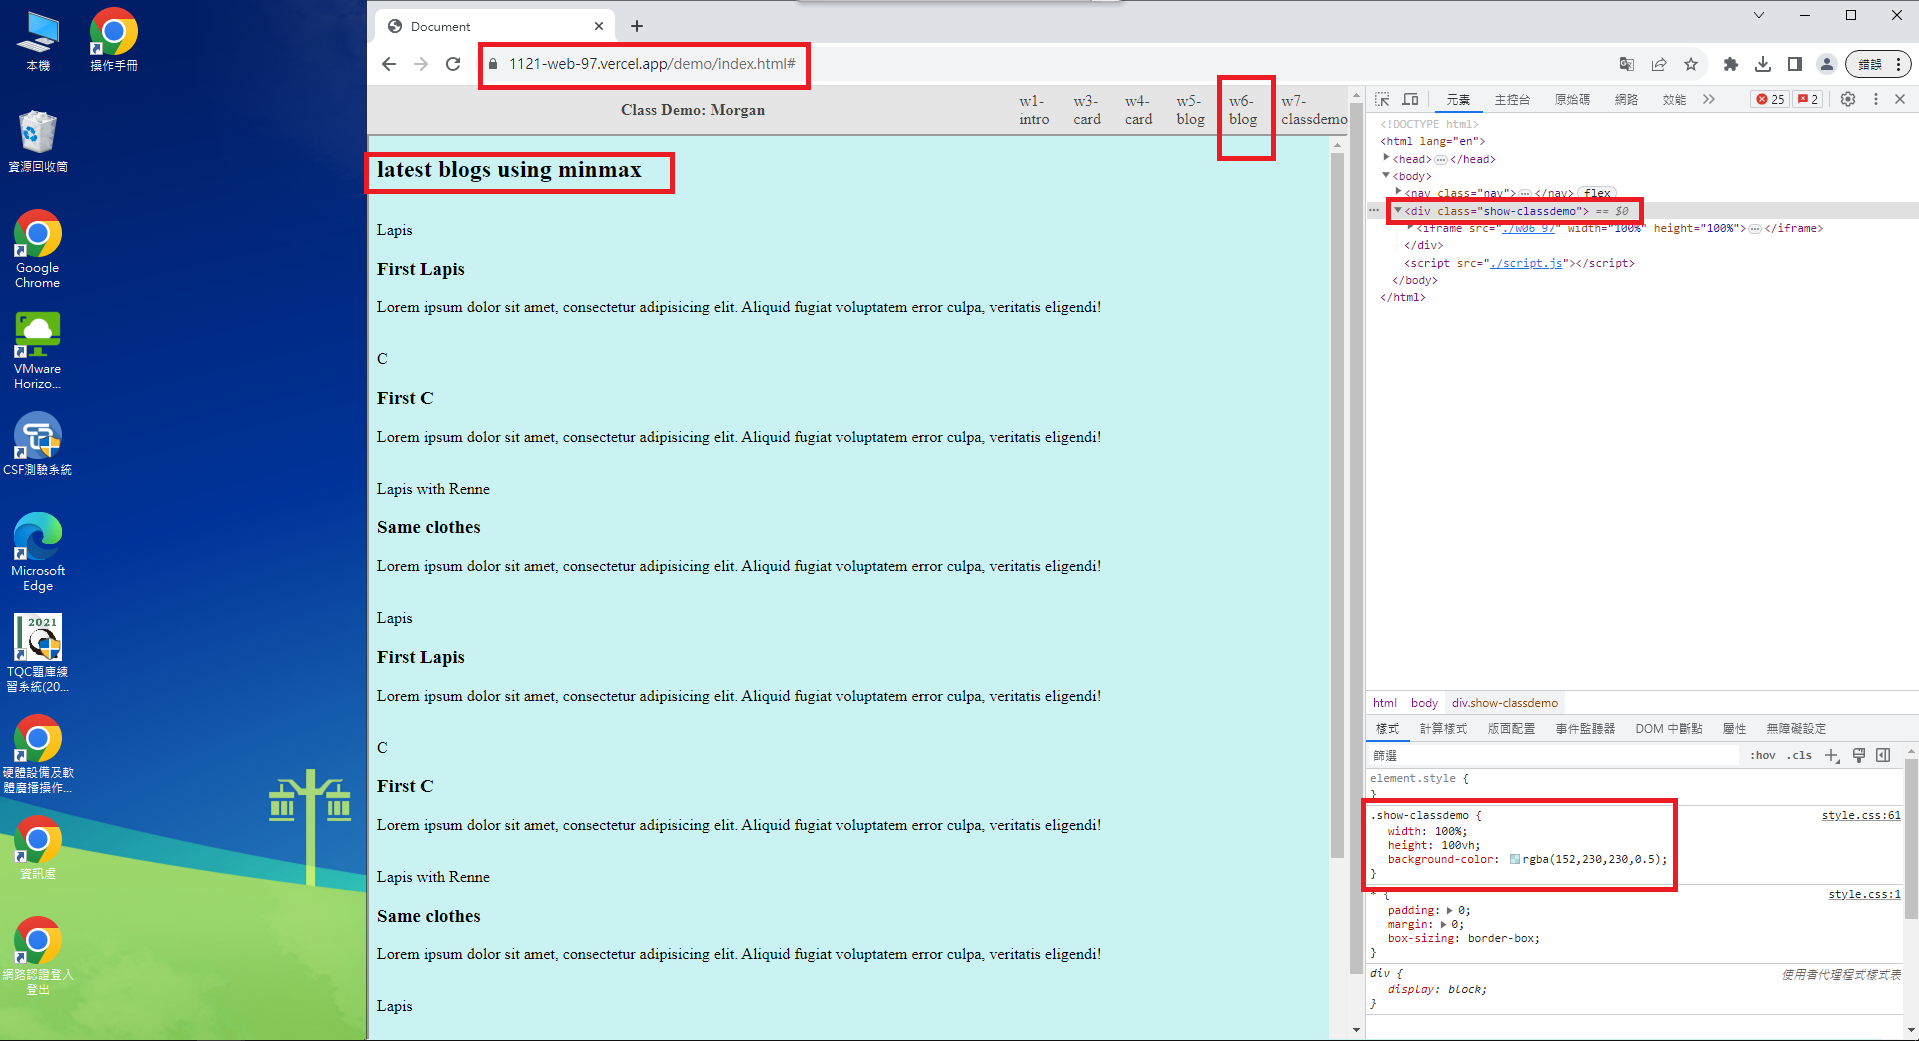 本機
操作手冊
資源回收筒
Google
Chrome
VMware
Horizo...
CSF測驗系統
Microsoft
Edge
2021
TQC題庫練
習系統(20...
硬體設備及軟
體廣播操作...
資訊處
網路認證登入
登出
Document
1121-web-97.vercel.app/demo/index.html#
錯誤
Class Demo: Morgan
w1-
intro
w3-
card
w4-
card
w5-
blog
w6-
blog
w7-
classdemo
latest blogs using minmax
Lapis
First Lapis
Lorem ipsum dolor sit amet, consectetur adipisicing elit. Aliquid fugiat voluptatem error culpa, veritatis eligendi!
C
First C
Lorem ipsum dolor sit amet, consectetur adipisicing elit. Aliquid fugiat voluptatem error culpa, veritatis eligendi!
Lapis with Renne
Same clothes
Lorem ipsum dolor sit amet, consectetur adipisicing elit. Aliquid fugiat voluptatem error culpa, veritatis eligendi!
Lapis
First Lapis
Lorem ipsum dolor sit amet, consectetur adipisicing elit. Aliquid fugiat voluptatem error culpa, veritatis eligendi!
C
First C
Lorem ipsum dolor sit amet, consectetur adipisicing elit. Aliquid fugiat voluptatem error culpa, veritatis eligendi!
Lapis with Renne
Same clothes
Lorem ipsum dolor sit amet, consectetur adipisicing elit. Aliquid fugiat voluptatem error culpa, veritatis eligendi!
Lapis
元素 主控台 原始碼 網路 效能 25 2
<!DOCTYPE html>
<html lang="en">
<head>…</head>
<body>
<nav class="nav">…</nav> flex
<div class="show-classdemo"> == $0
<iframe src="./w06_97" width="100%" height="100%">…</iframe>
</div>
<script src="./script.js"></script>
</body>
</html>
html body div.show-classdemo
樣式 計算樣式 版面配置 事件監聽器 DOM 中斷點 屬性 無障礙設定
篩選 :hov .cls
element.style {
}
.show-classdemo { style.css:61
width: 100%;
height: 100vh;
background-color: rgba(152,230,230,0.5);
}
* { style.css:1
padding: 0;
margin: 0;
box-sizing: border-box;
}
div { 使用者代理程式樣式表
display: block;
}